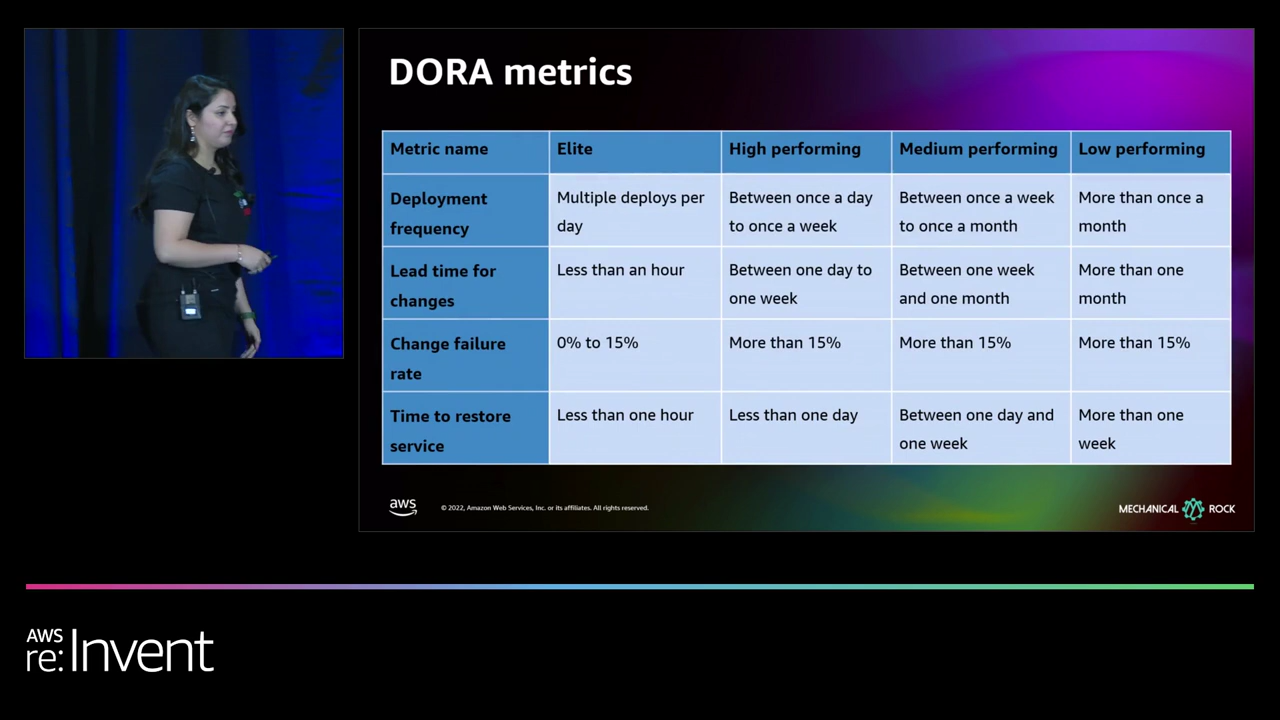 DORA metrics
Metric name Elite High performing Medium performing Low performing
Deployment frequency Multiple deploys per day Between once a day to once a week Between once a week to once a month More than once a month
Lead time for changes Less than an hour Between one day to one week Between one week and one month More than one month
Change failure rate 0% to 15% More than 15% More than 15% More than 15%
Time to restore service Less than one hour Less than one day Between one day and one week More than one week
aws
© 2022, Amazon Web Services, Inc. or its affiliates. All rights reserved.
MECHANICAL ROCK
AWS
re:Invent